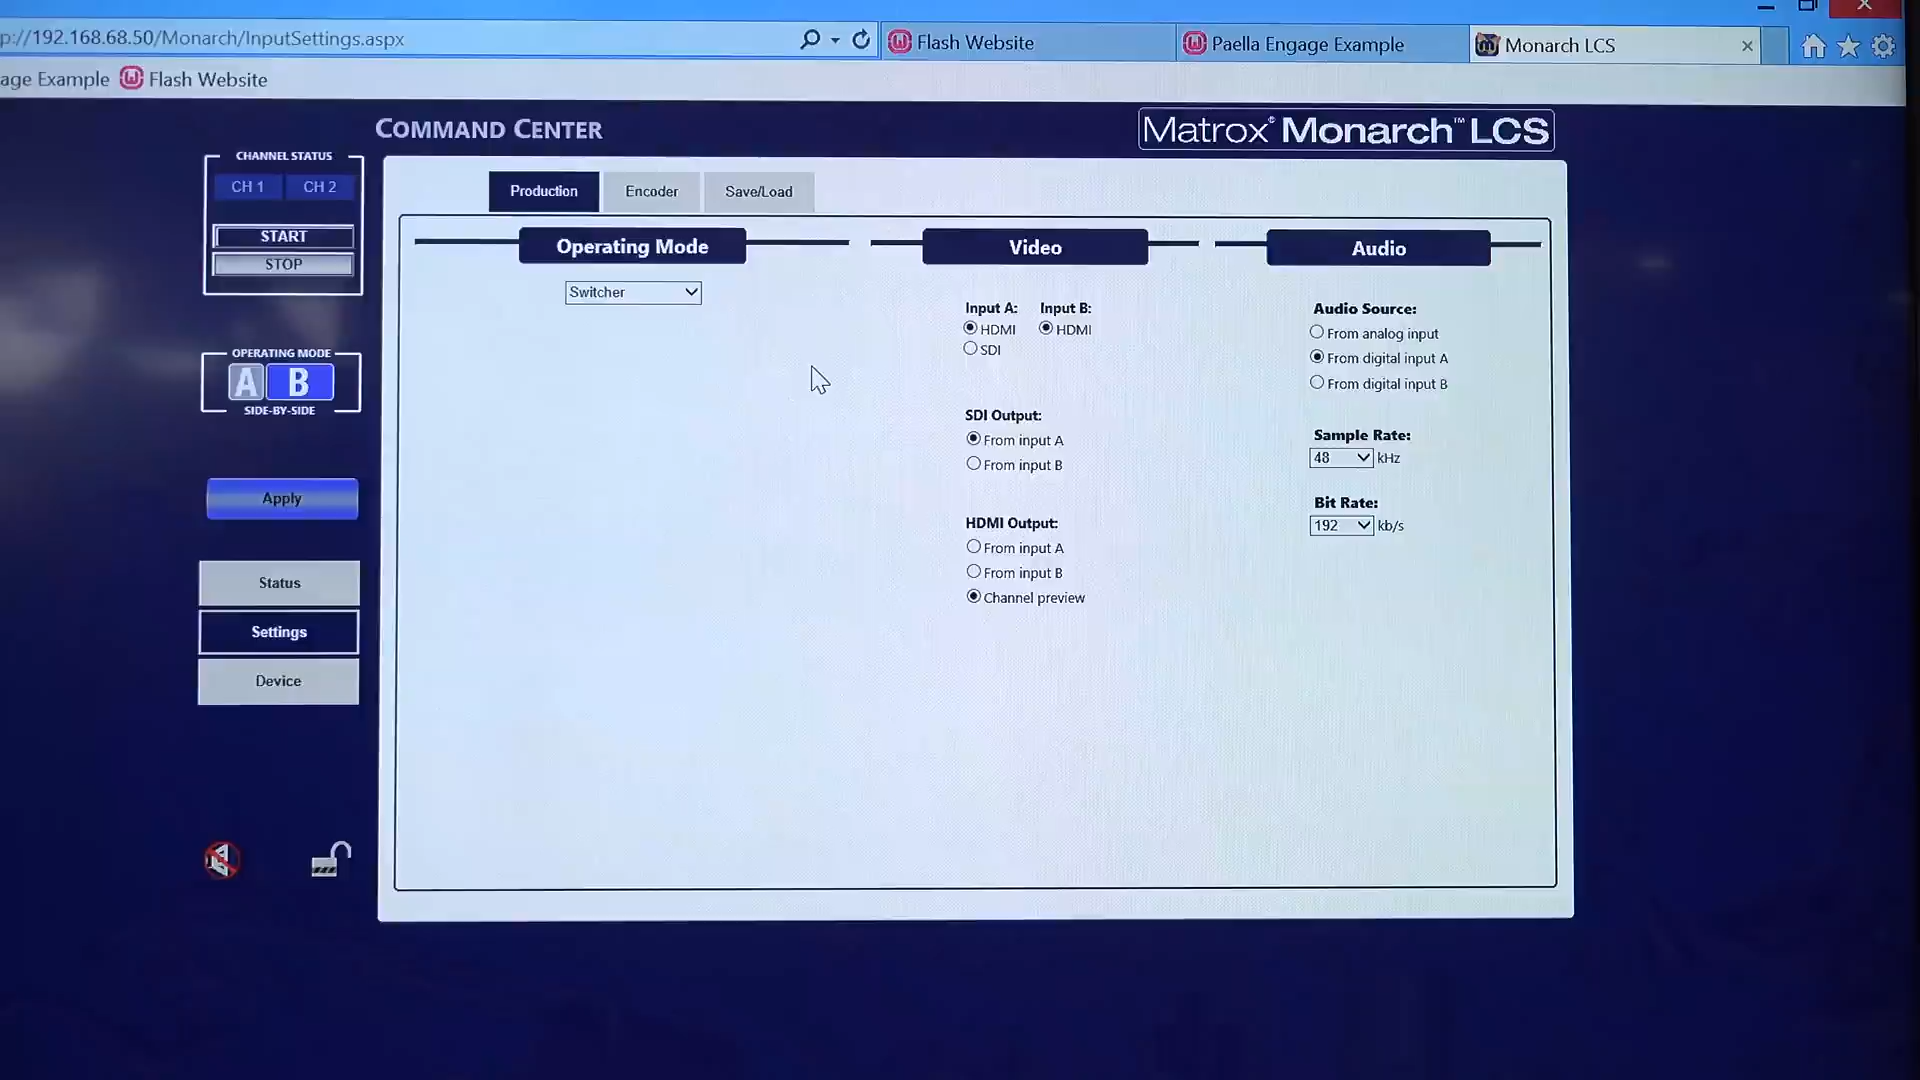 p://192.168.68.50/Monarch/InputSettings.aspx
Flash Website
Paella Engage Example
Monarch LCS
age Example
Flash Website
COMMAND CENTER
Matrox® Monarch™ LCS
CHANNEL STATUS
CH 1
CH 2
START
STOP
OPERATING MODE
A B
SIDE-BY-SIDE
Apply
Status
Settings
Device
Production
Encoder
Save/Load
Operating Mode
Switcher
Video
Input A:
HDMI
SDI
Input B:
HDMI
SDI Output:
From input A
From input B
HDMI Output:
From input A
From input B
Channel preview
Audio
Audio Source:
From analog input
From digital input A
From digital input B
Sample Rate:
48 kHz
Bit Rate:
192 kb/s